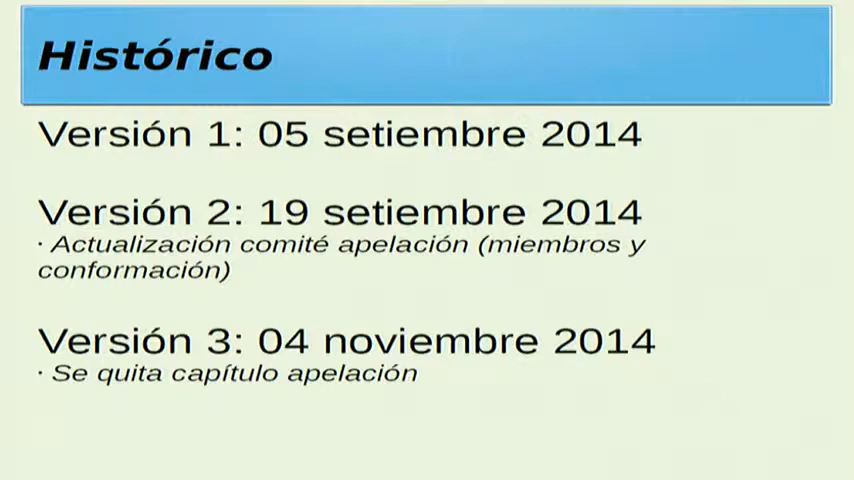 Histórico
Versión 1: 05 setiembre 2014
Versión 2: 19 setiembre 2014
· Actualización comité apelación (miembros y
conformación)
Versión 3: 04 noviembre 2014
· Se quita capítulo apelación